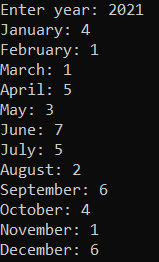 Enter year: 2021
January: 4
February: 1
March: 1
April: 5
May: 3
June: 7
July: 5
August: 2
September: 6
October: 4
November: 1
December: 6